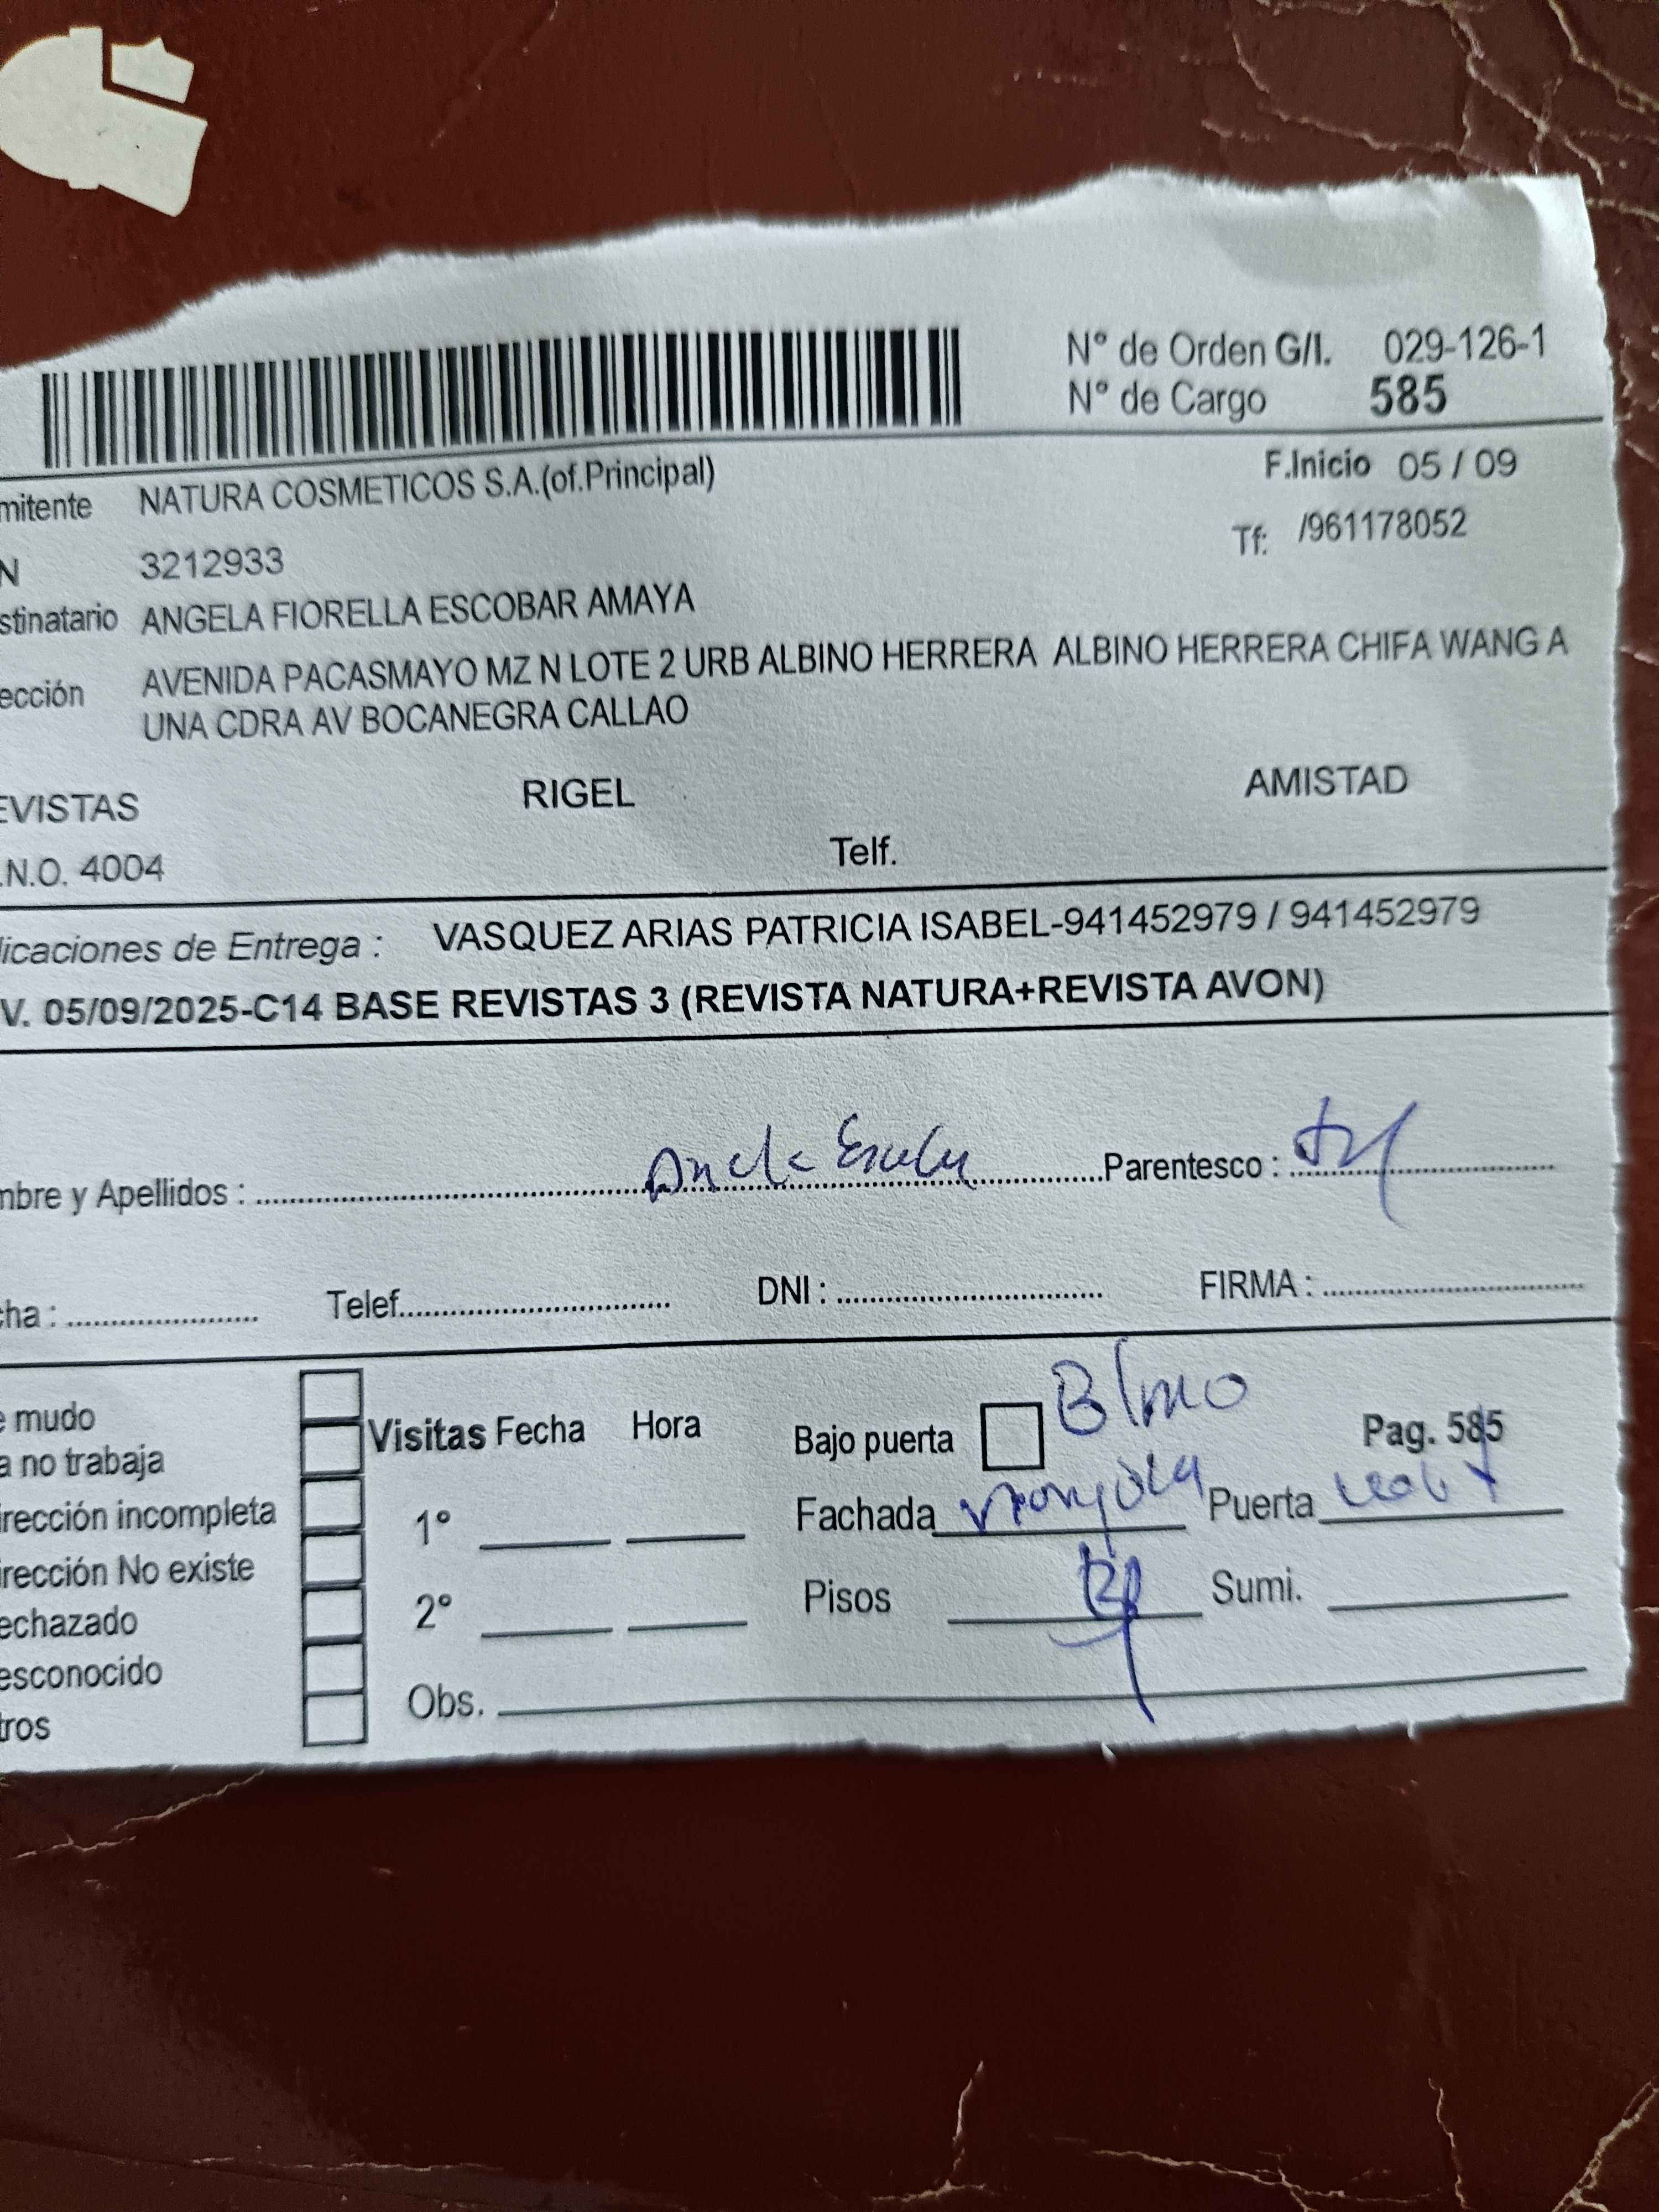 N° de Orden G/I. 029-126-1
N° de Cargo 585
mitente NATURA COSMETICOS S.A.(of.Principal) F.Inicio 05 / 09
N 3212933 Tf: /961178052
stinatario ANGELA FIORELLA ESCOBAR AMAYA
ección AVENIDA PACASMAYO MZ N LOTE 2 URB ALBINO HERRERA ALBINO HERRERA CHIFA WANG A
UNA CDRA AV BOCANEGRA CALLAO
EVISTAS RIGEL AMISTAD
.N.O. 4004 Telf.
licaciones de Entrega : VASQUEZ ARIAS PATRICIA ISABEL-941452979 / 941452979
V. 05/09/2025-C14 BASE REVISTAS 3 (REVISTA NATURA+REVISTA AVON)
mbre y Apellidos : Parentesco :
cha : Telef. DNI : FIRMA :
e mudo Visitas Fecha Hora Bajo puerta Pag. 585
a no trabaja
irección incompleta 1° Fachada Puerta
irección No existe
echazado 2° Pisos Sumi.
esconocido
tros Obs.